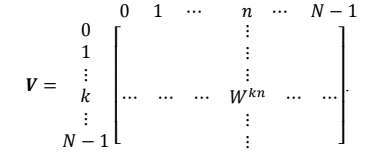 0 1 ⋯ n ⋯ N − 1
0 ⋮
1 ⋮
⋮ ⋮
V = k [⋯ ⋯ ⋯ W^{kn} ⋯ ⋯].
⋮ ⋮
N − 1 ⋮